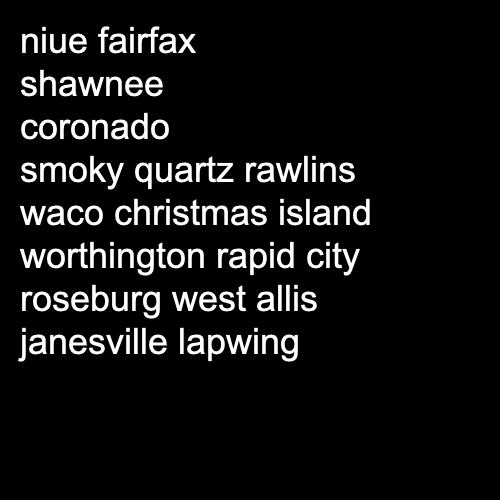 niue fairfax
shawnee
coronado
smoky quartz rawlins
waco christmas island
worthington rapid city
roseburg west allis
janesville lapwing